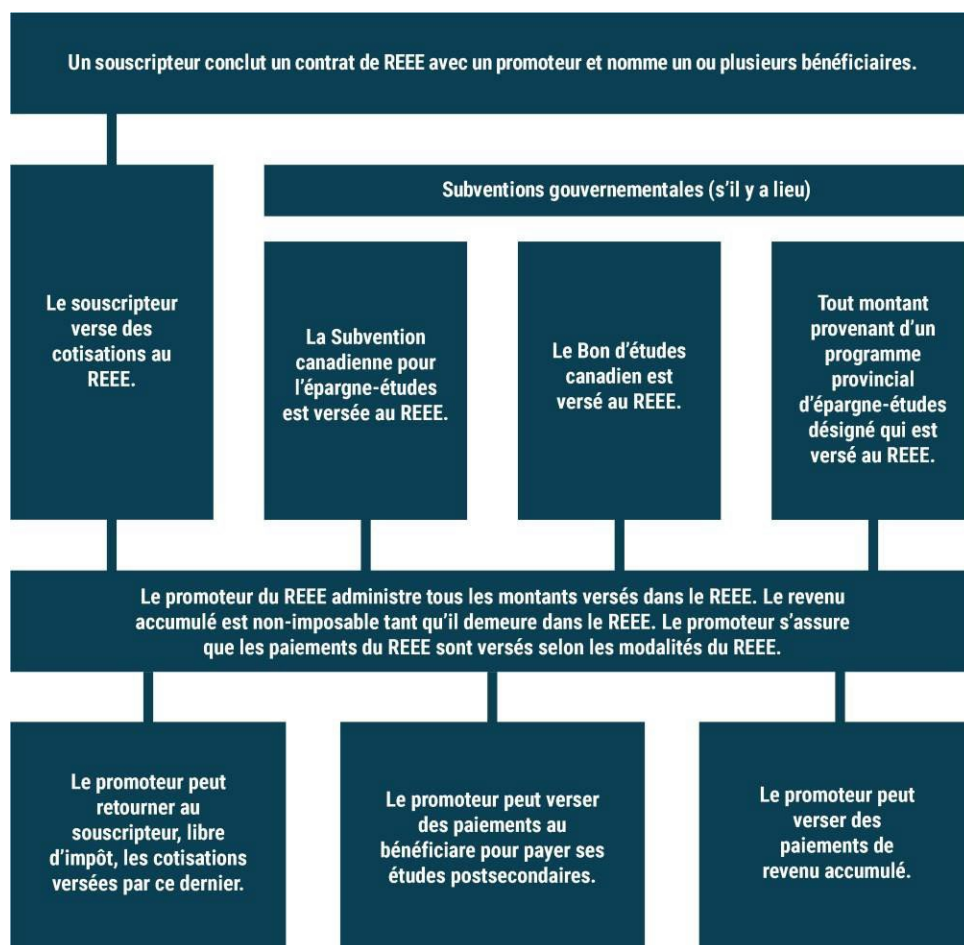 Un souscripteur conclut un contrat de REEE avec un promoteur et nomme un ou plusieurs bénéficiaires.
Subventions gouvernementales (s'il y a lieu)
Le souscripteur
verse des
cotisations au
REEE.
La Subvention
canadienne pour
l'épargne-études
est versée au REEE.
Le Bon d'études
canadien est
versé au REEE.
Tout montant
provenant d'un
programme
provincial
d'épargne-études
désigné qui est
versé au REEE.
Le promoteur du REEE administre tous les montants versés dans le REEE. Le revenu
accumulé est non-imposable tant qu'il demeure dans le REEE. Le promoteur s'assure
que les paiements du REEE sont versés selon les modalités du REEE.
Le promoteur peut
retourner au
souscripteur, libre
d'impôt, les cotisations
versées par ce dernier.
Le promoteur peut verser
des paiements au
bénéficiare pour payer ses
études postsecondaires.
Le promoteur peut
verser des
paiements de
revenu accumulé.